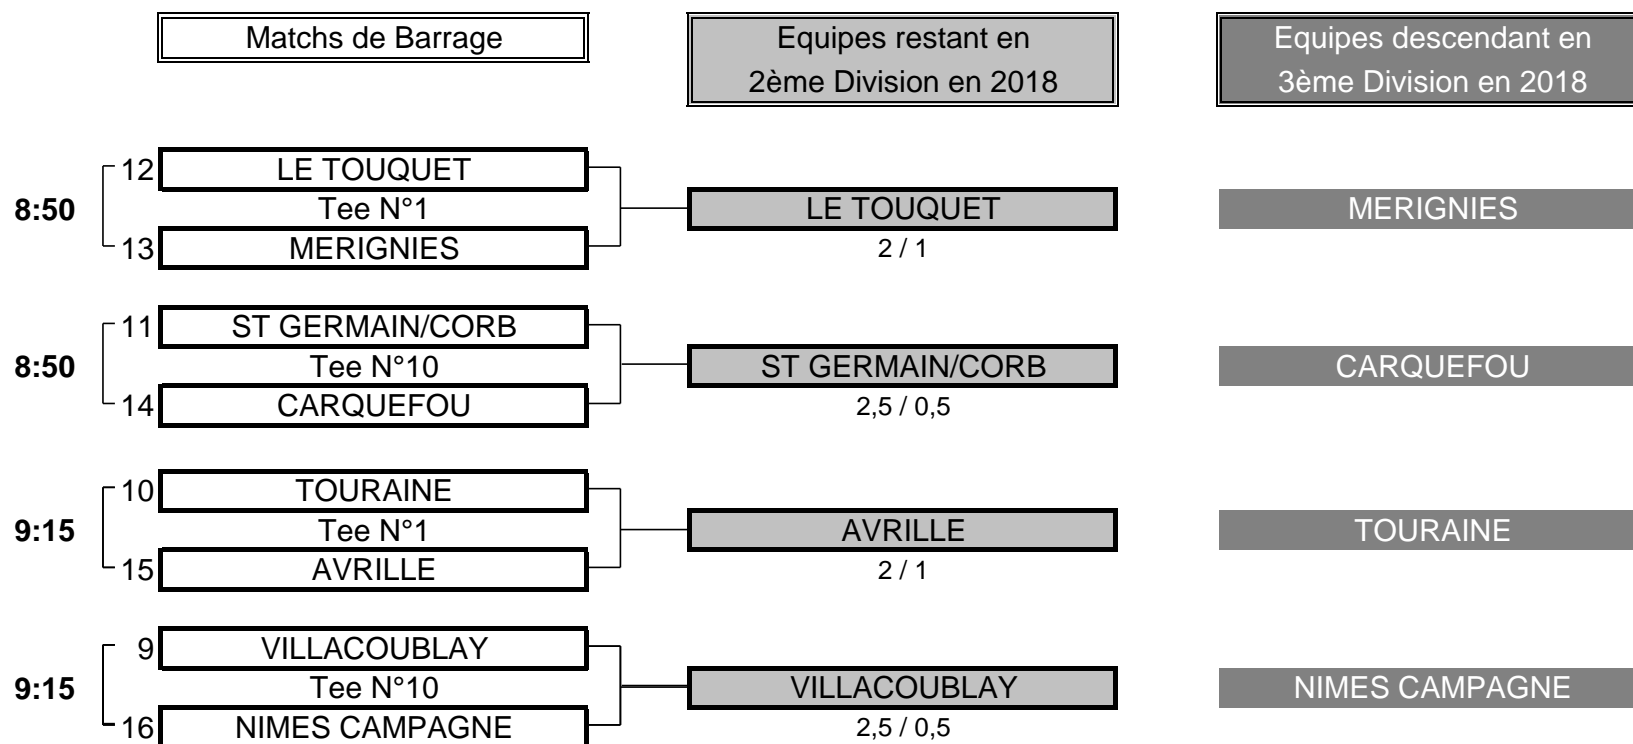 Matchs de Barrage
Equipes restant en
2ème Division en 2018
Equipes descendant en
3ème Division en 2018
12 LE TOUQUET
8:50 Tee N°1 LE TOUQUET MERIGNIES
13 MERIGNIES 2 / 1
11 ST GERMAIN/CORB
8:50 Tee N°10 ST GERMAIN/CORB CARQUEFOU
14 CARQUEFOU 2,5 / 0,5
10 TOURAINE
9:15 Tee N°1 AVRILLE TOURAINE
15 AVRILLE 2 / 1
9 VILLACOUBLAY
9:15 Tee N°10 VILLACOUBLAY NIMES CAMPAGNE
16 NIMES CAMPAGNE 2,5 / 0,5